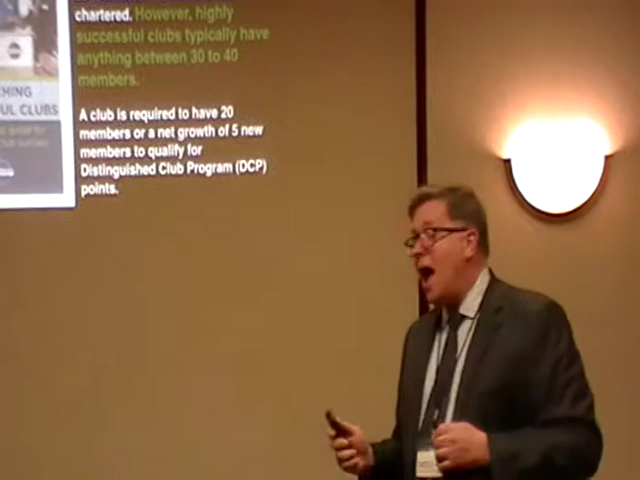 chartered. However, highly
successful clubs typically have
anything between 30 to 40
members.
CHING
UL CLUBS
A club is required to have 20
members or a net growth of 5 new
members to qualify for
Distinguished Club Program (DCP)
points.